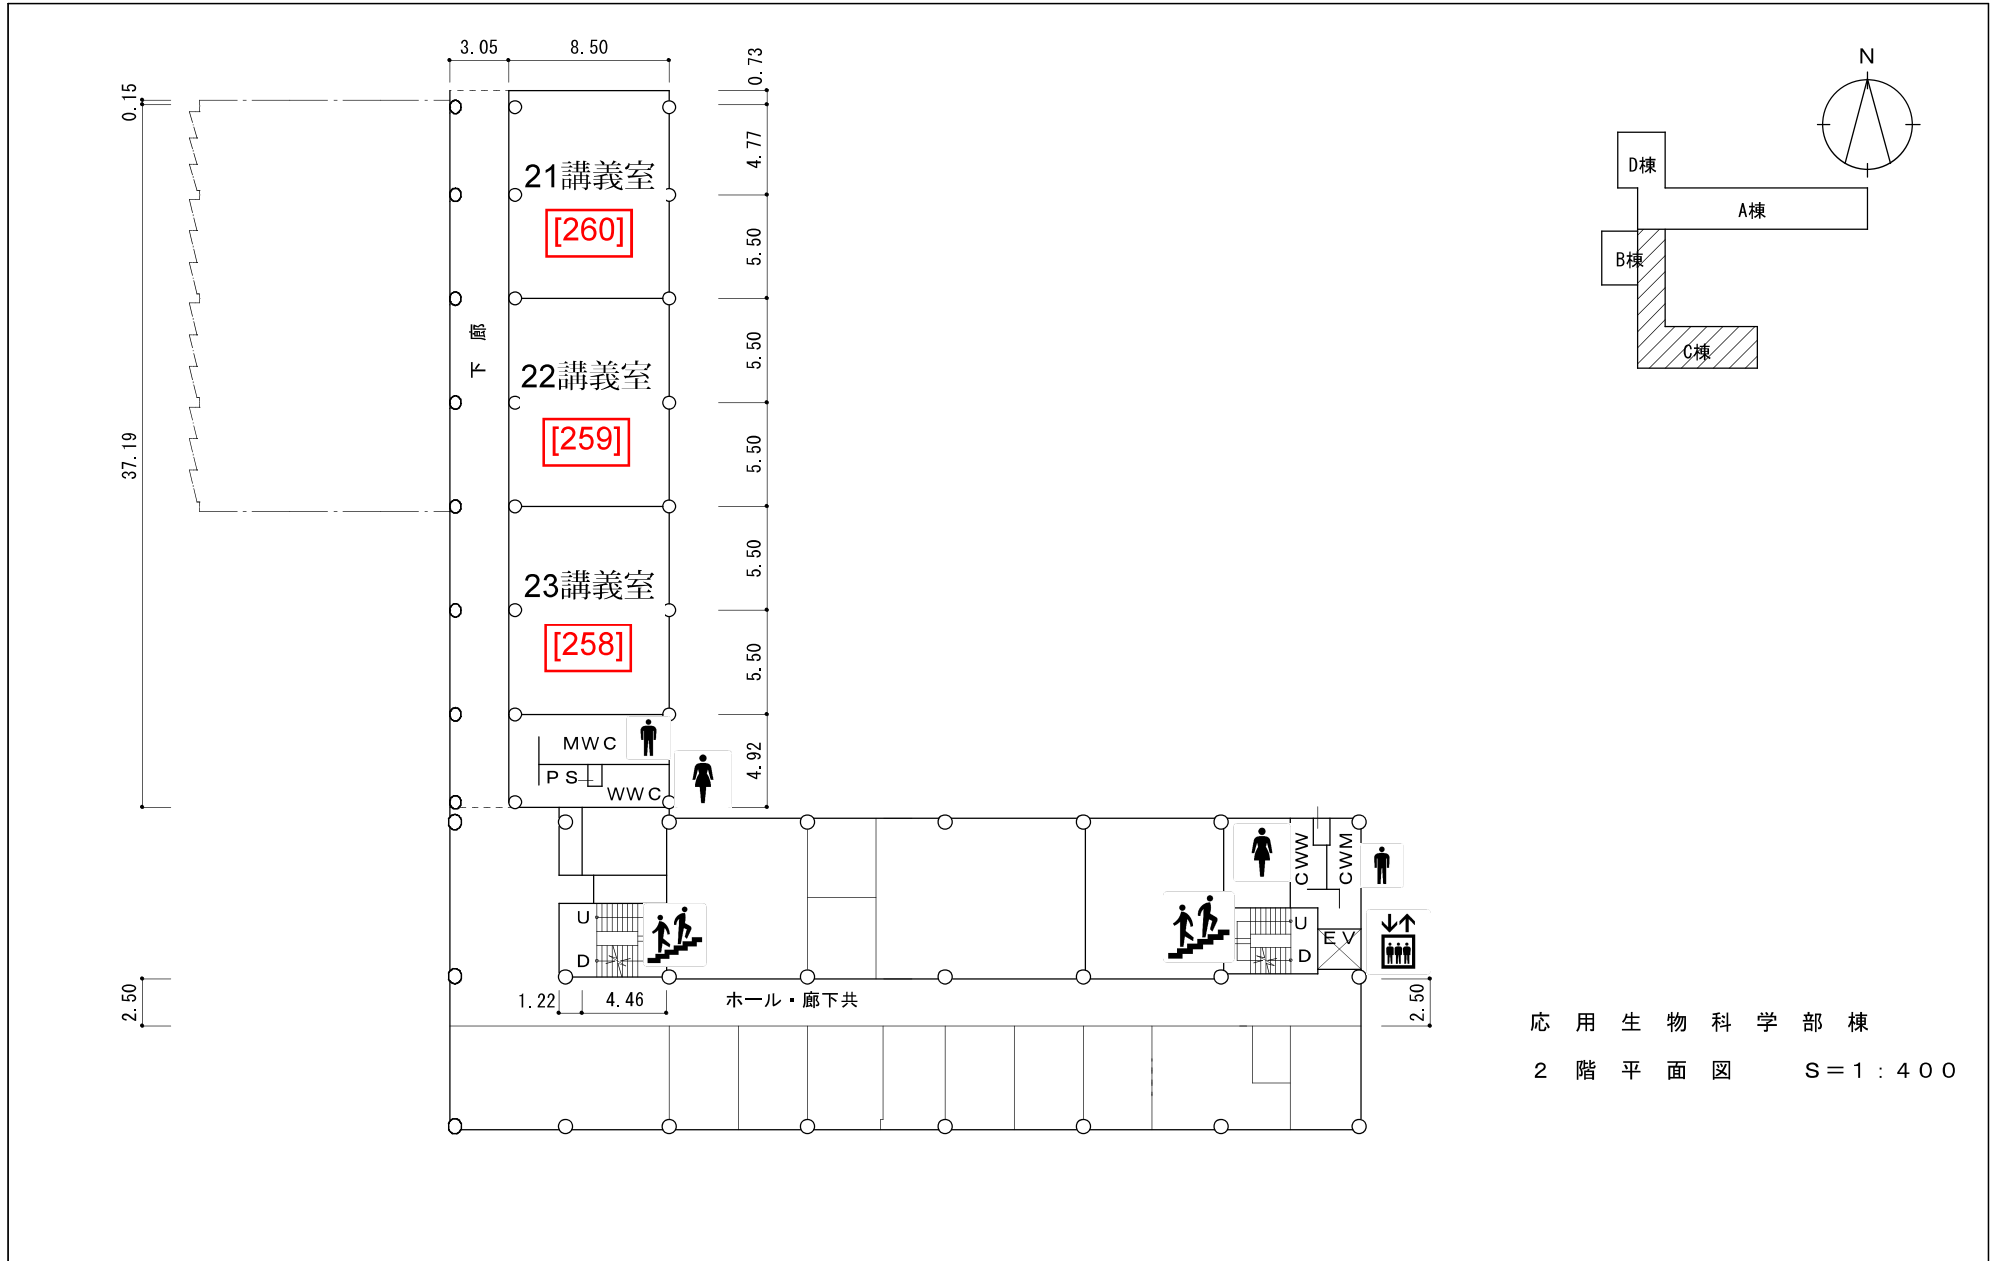 3.05
8.50
0.73
0.15
N
4.77
21講義室
[260]
D棟
A棟
5.50
B棟
廊
下
5.50
C棟
22講義室
[259]
37.19
5.50
5.50
23講義室
[258]
5.50
MWC
PS
WWC
4.92
CWW
CWM
U
D
U
D
EV
2.50
1.22
4.46
ホール・廊下共
2.50
応用生物科学部棟
2階平面図 S=1:400